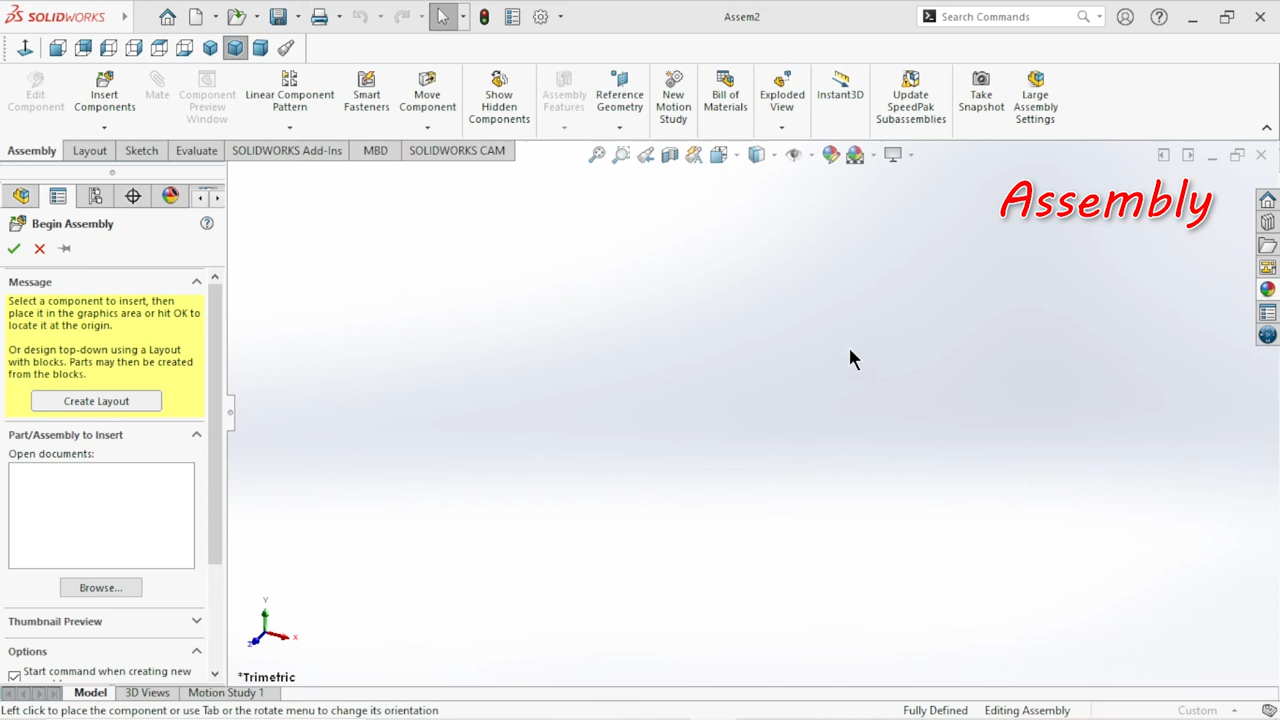 SOLIDWORKS
Assem2
Search Commands
Edit
Component
Insert
Components
Mate
Component
Preview
Window
Linear Component
Pattern
Smart
Fasteners
Move
Component
Show
Hidden
Components
Assembly
Features
Reference
Geometry
New
Motion
Study
Bill of
Materials
Exploded
View
Instant3D
Update
SpeedPak
Subassemblies
Take
Snapshot
Large
Assembly
Settings
Assembly
Layout
Sketch
Evaluate
SOLIDWORKS Add-Ins
MBD
SOLIDWORKS CAM
Assembly
Begin Assembly
Message
Select a component to insert, then
place it in the graphics area or hit OK to
locate it at the origin.
Or design top-down using a Layout
with blocks. Parts may then be created
from the blocks.
Create Layout
Part/Assembly to Insert
Open documents:
Browse...
Thumbnail Preview
Options
Start command when creating new
Y
X
Z
*Trimetric
Model
3D Views
Motion Study 1
Left click to place the component or use Tab or the rotate menu to change its orientation
Fully Defined
Editing Assembly
Custom